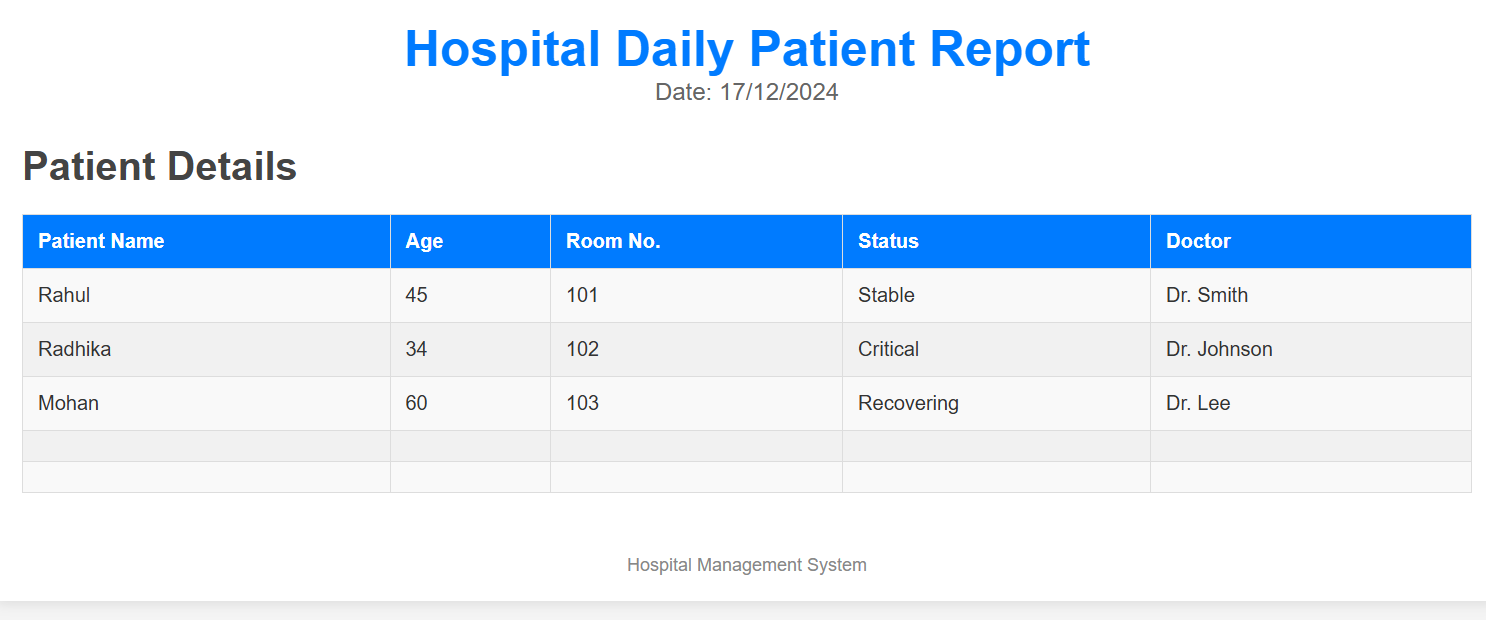 Hospital Daily Patient Report
Date: 17/12/2024
Patient Details
Patient Name Age Room No. Status Doctor
Rahul 45 101 Stable Dr. Smith
Radhika 34 102 Critical Dr. Johnson
Mohan 60 103 Recovering Dr. Lee
Hospital Management System